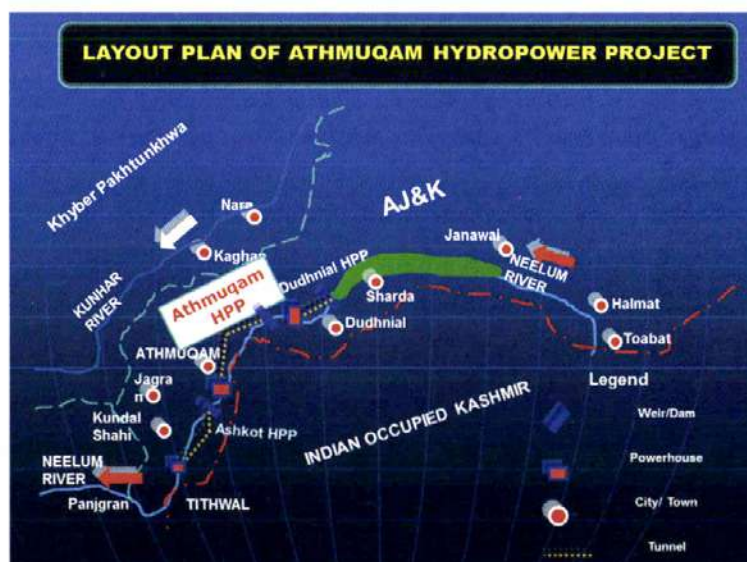 LAYOUT PLAN OF ATHMUQAM HYDROPOWER PROJECT
Khyber Pakhtunkhwa
AJ&K
Naran
Kaghan
KUNHAR
RIVER
Janawai
NEELUM
RIVER
Dudhnial HPP
Athmuqam
HPP
Sharda
Halmat
Dudhnial
Toabat
ATHMUQAM
Jagra
n
Legend
Kundal
Shahi
Ashkot HPP
INDIAN OCCUPIED KASHMIR
Weir/Dam
Powerhouse
NEELUM
RIVER
Panjgran
TITHWAL
City/ Town
Tunnel